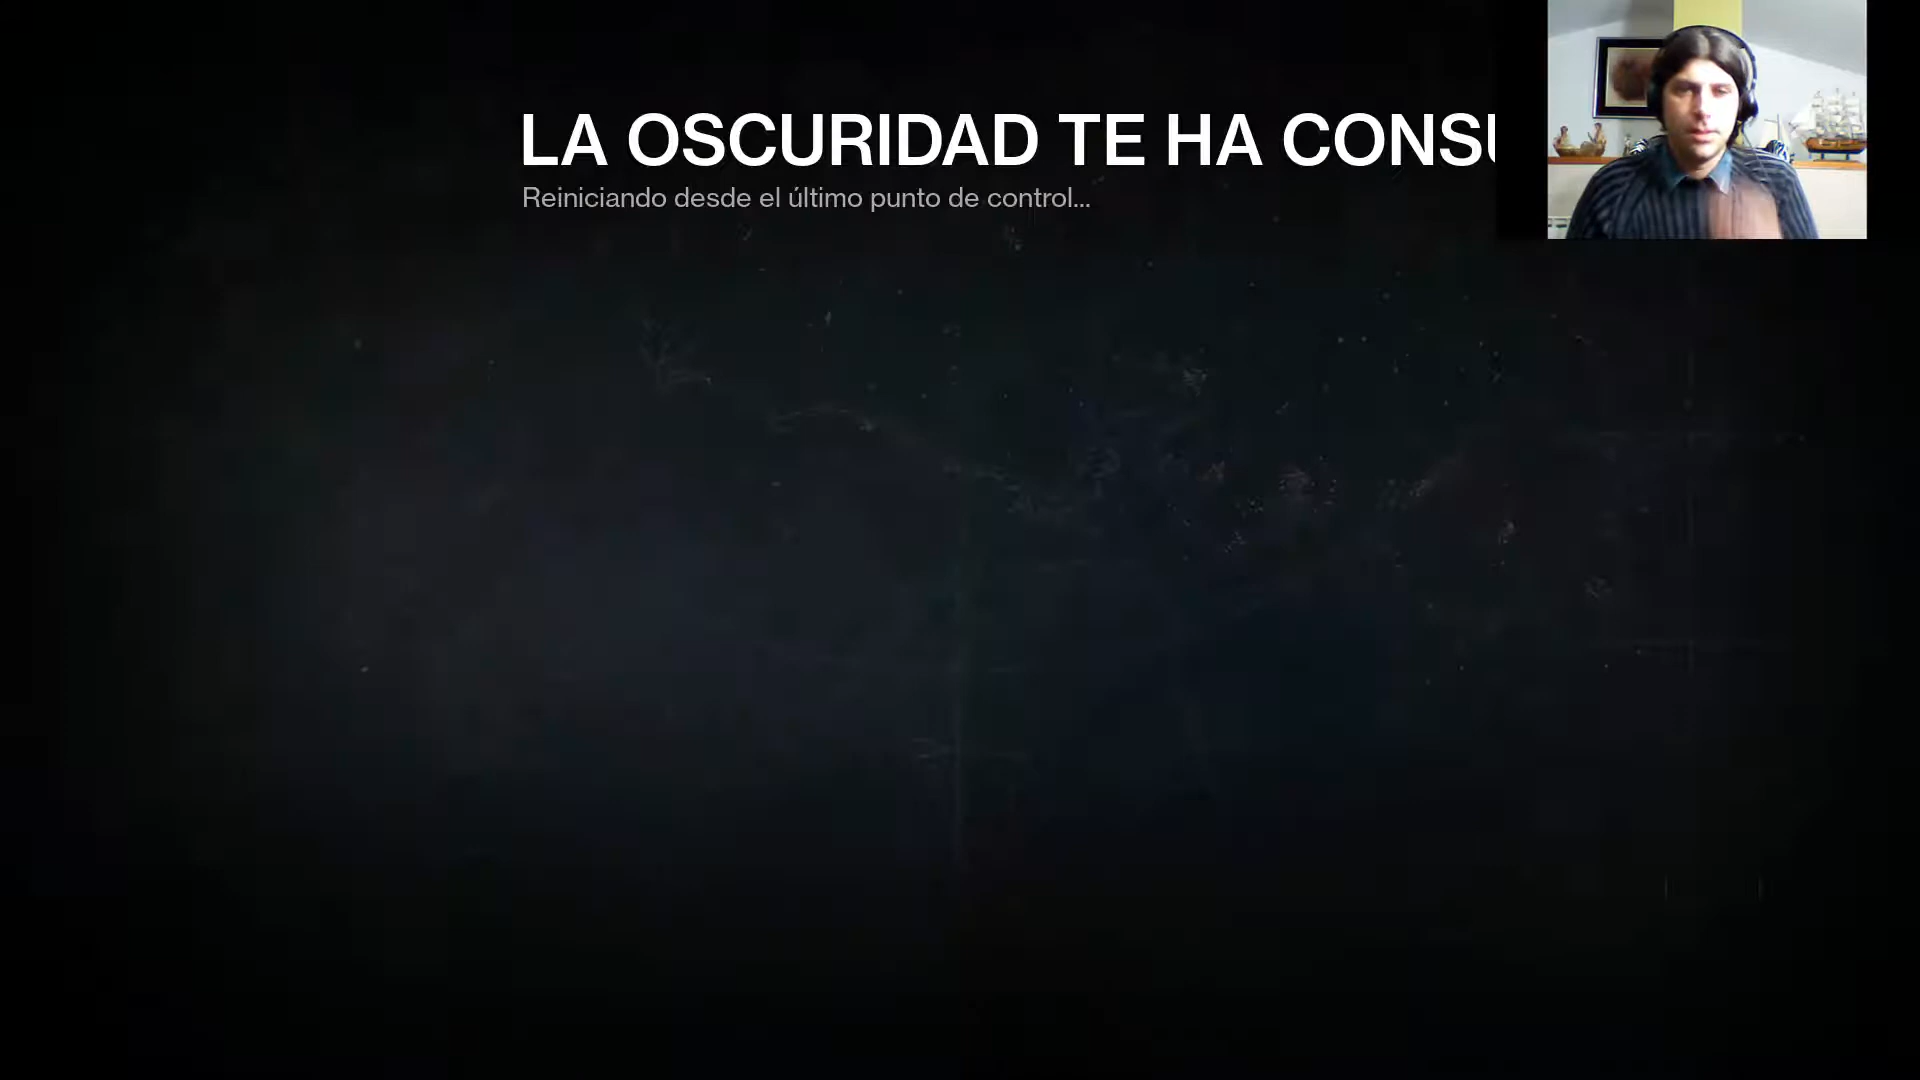 LA OSCURIDAD TE HA CONSU
Reiniciando desde el último punto de control...